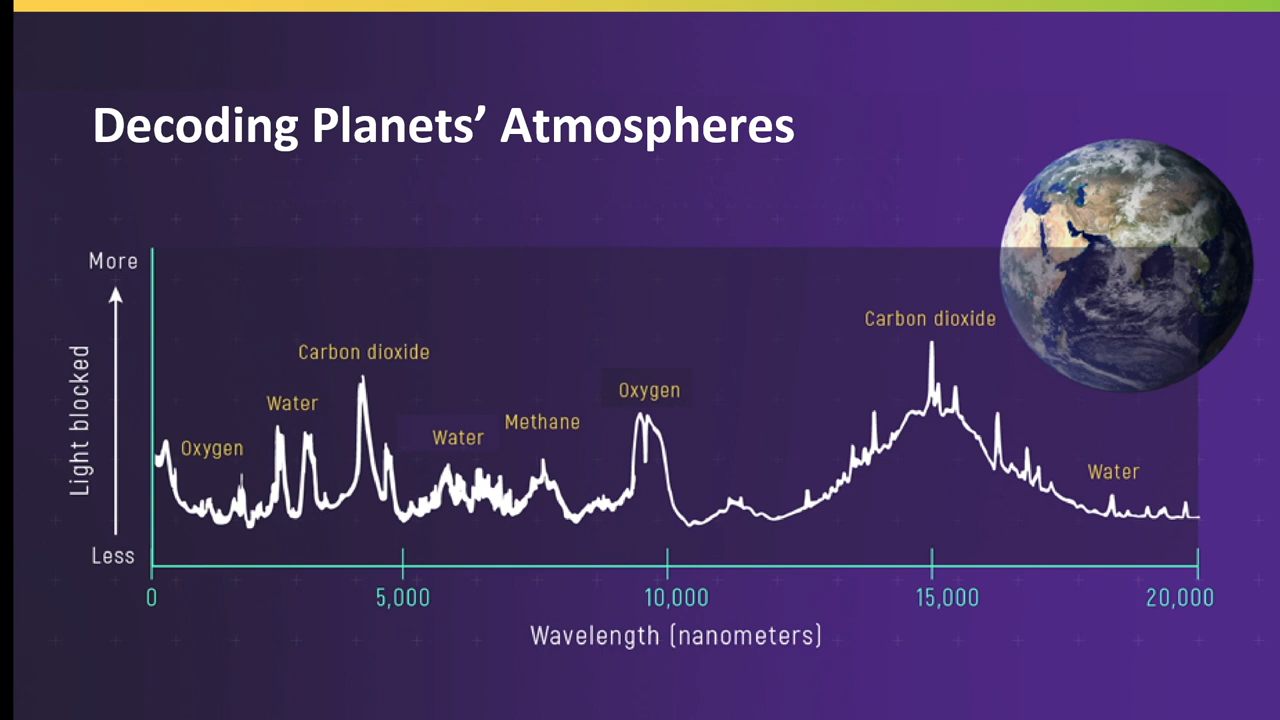 Decoding Planets’ Atmospheres
More
Light blocked
Less
Oxygen
Water
Carbon dioxide
Water
Methane
Oxygen
Carbon dioxide
Water
0
5,000
10,000
15,000
20,000
Wavelength (nanometers)